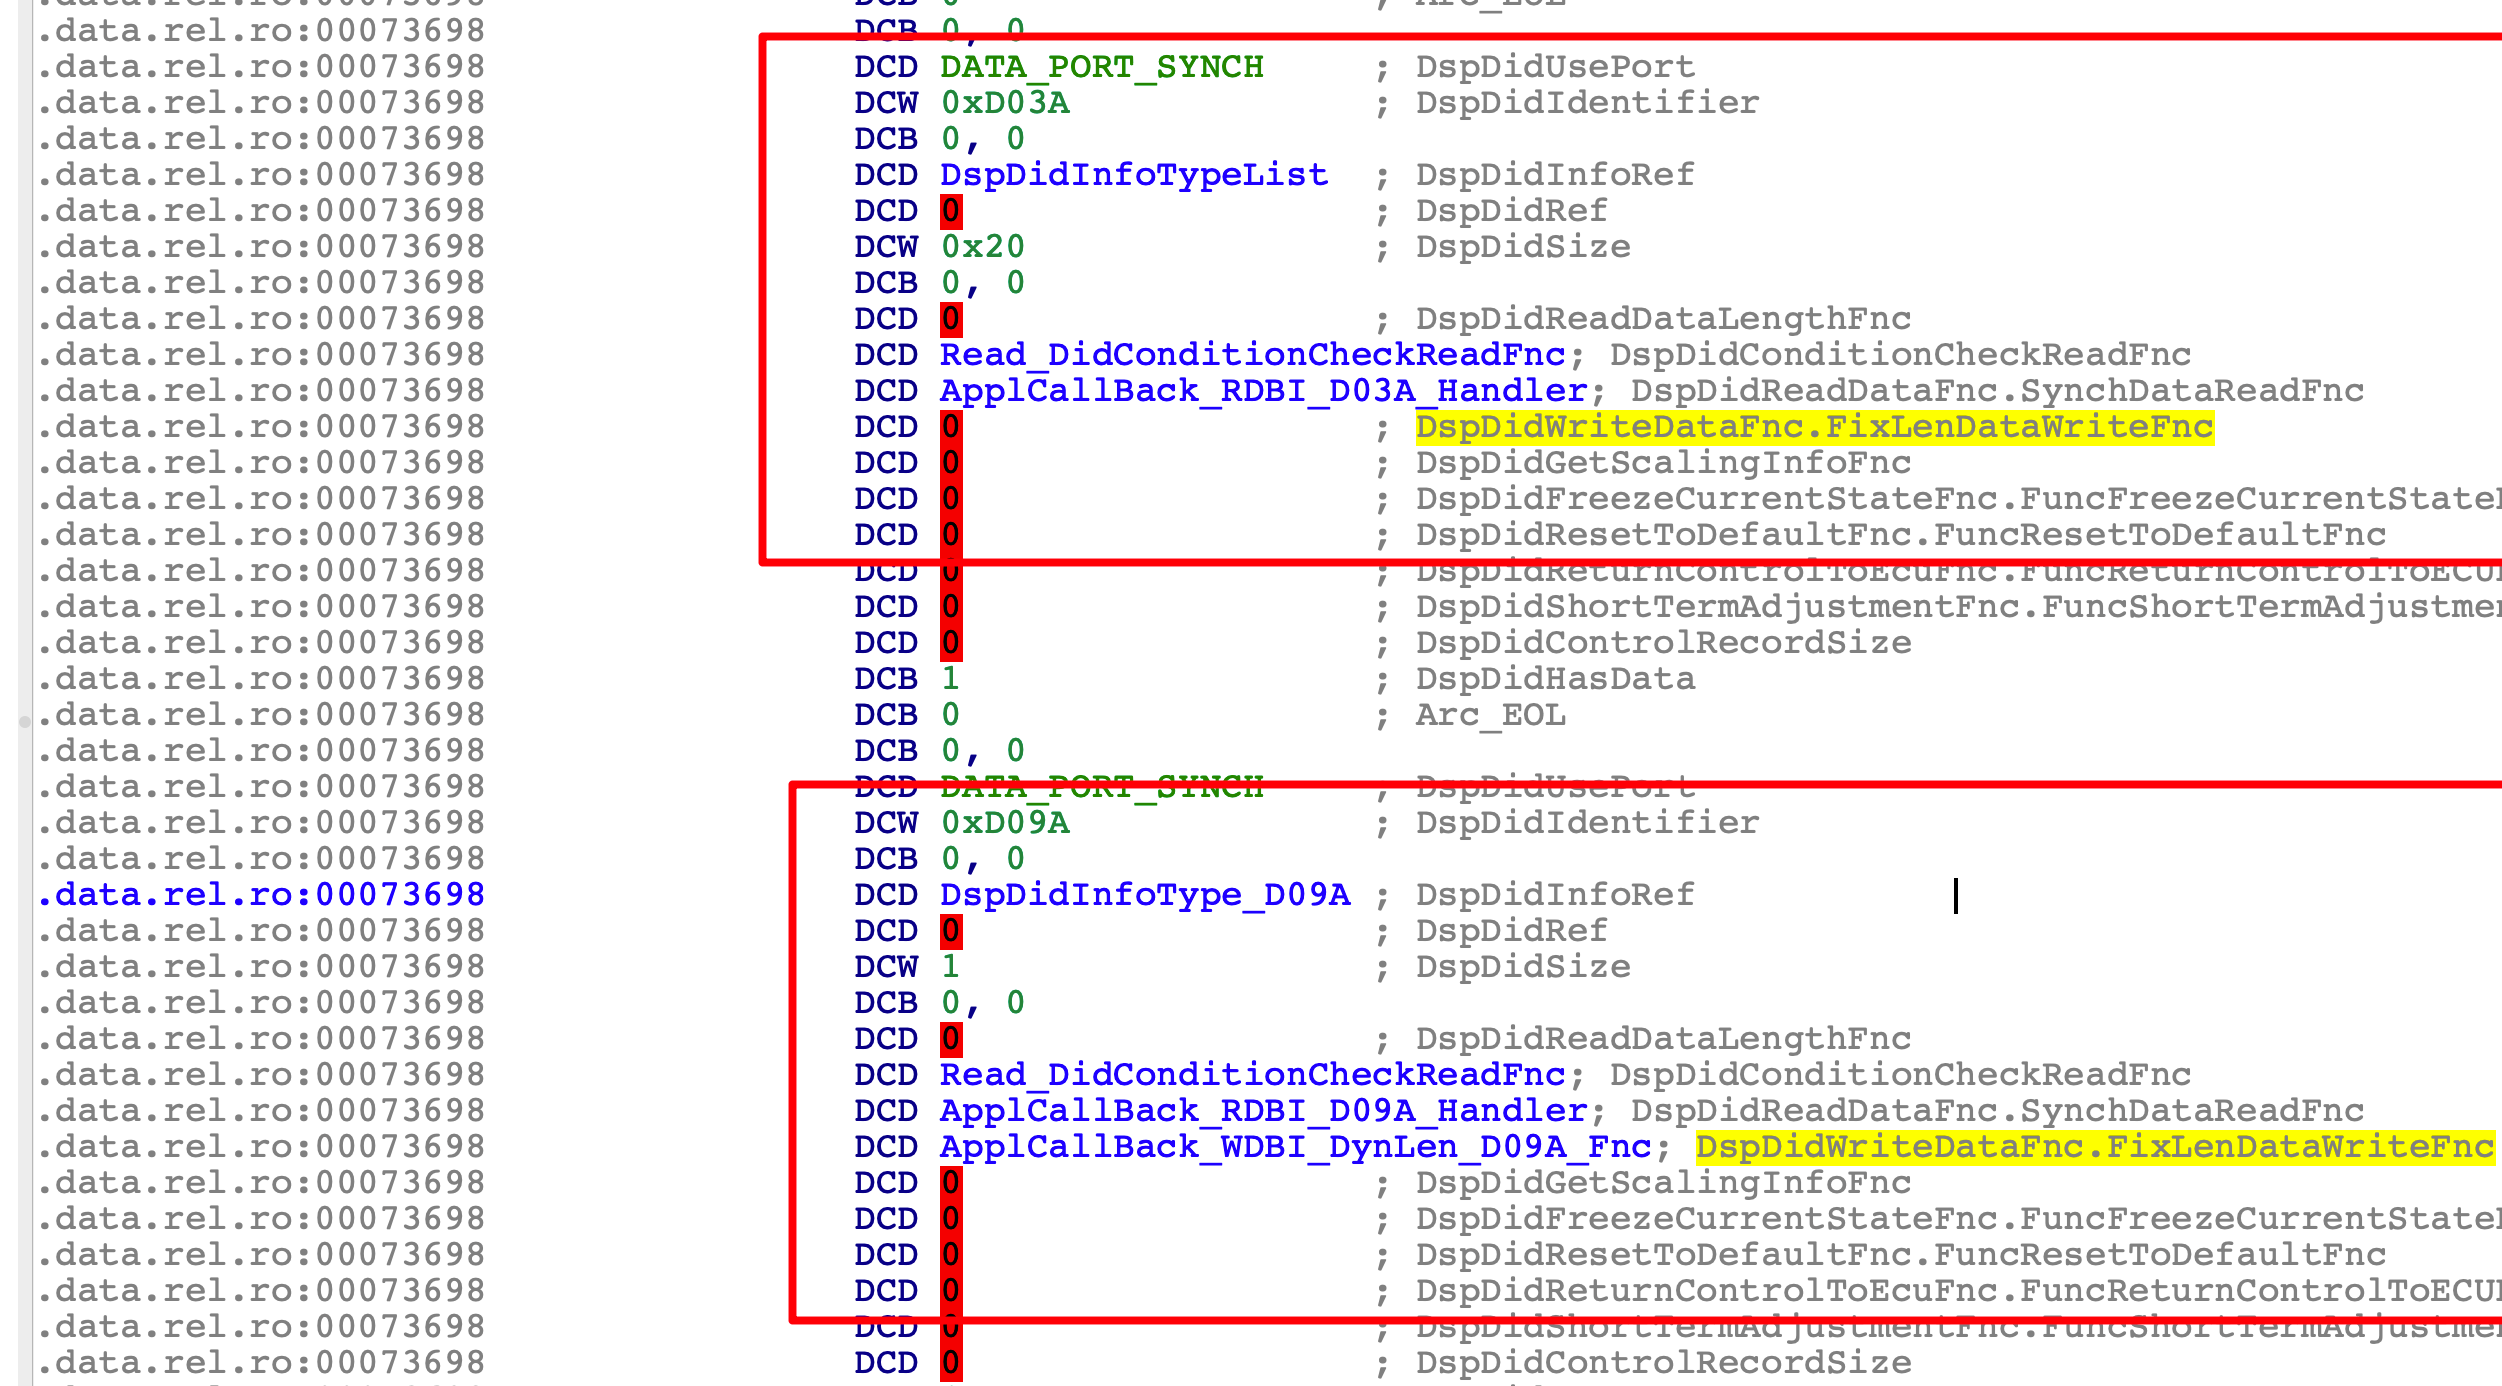 .data.rel.ro:00073698 DCB 0 ; Arc_EOL
.data.rel.ro:00073698 DCB 0, 0
.data.rel.ro:00073698 DCD DATA_PORT_SYNCH ; DspDidUsePort
.data.rel.ro:00073698 DCW 0xD03A ; DspDidIdentifier
.data.rel.ro:00073698 DCB 0, 0
.data.rel.ro:00073698 DCD DspDidInfoTypeList ; DspDidInfoRef
.data.rel.ro:00073698 DCD 0 ; DspDidRef
.data.rel.ro:00073698 DCW 0x20 ; DspDidSize
.data.rel.ro:00073698 DCB 0, 0
.data.rel.ro:00073698 DCD 0 ; DspDidReadDataLengthFnc
.data.rel.ro:00073698 DCD Read_DidConditionCheckReadFnc; DspDidConditionCheckReadFnc
.data.rel.ro:00073698 DCD ApplCallBack_RDBI_D03A_Handler; DspDidReadDataFnc.SynchDataReadFnc
.data.rel.ro:00073698 DCD 0 ; DspDidWriteDataFnc.FixLenDataWriteFnc
.data.rel.ro:00073698 DCD 0 ; DspDidGetScalingInfoFnc
.data.rel.ro:00073698 DCD 0 ; DspDidFreezeCurrentStateFnc.FuncFreezeCurrentState
.data.rel.ro:00073698 DCD 0 ; DspDidResetToDefaultFnc.FuncResetToDefaultFnc
.data.rel.ro:00073698 DCD 0 ; DspDidReturnControlToEcuFnc.FuncReturnControlToECU
.data.rel.ro:00073698 DCD 0 ; DspDidShortTermAdjustmentFnc.FuncShortTermAdjustme
.data.rel.ro:00073698 DCD 0 ; DspDidControlRecordSize
.data.rel.ro:00073698 DCB 1 ; DspDidHasData
.data.rel.ro:00073698 DCB 0 ; Arc_EOL
.data.rel.ro:00073698 DCB 0, 0
.data.rel.ro:00073698 DCD DATA_PORT_SYNCH ; DspDidUsePort
.data.rel.ro:00073698 DCW 0xD09A ; DspDidIdentifier
.data.rel.ro:00073698 DCB 0, 0
.data.rel.ro:00073698 DCD DspDidInfoType_D09A ; DspDidInfoRef
.data.rel.ro:00073698 DCD 0 ; DspDidRef
.data.rel.ro:00073698 DCW 1 ; DspDidSize
.data.rel.ro:00073698 DCB 0, 0
.data.rel.ro:00073698 DCD 0 ; DspDidReadDataLengthFnc
.data.rel.ro:00073698 DCD Read_DidConditionCheckReadFnc; DspDidConditionCheckReadFnc
.data.rel.ro:00073698 DCD ApplCallBack_RDBI_D09A_Handler; DspDidReadDataFnc.SynchDataReadFnc
.data.rel.ro:00073698 DCD ApplCallBack_WDBI_DynLen_D09A_Fnc; DspDidWriteDataFnc.FixLenDataWriteFnc
.data.rel.ro:00073698 DCD 0 ; DspDidGetScalingInfoFnc
.data.rel.ro:00073698 DCD 0 ; DspDidFreezeCurrentStateFnc.FuncFreezeCurrentState
.data.rel.ro:00073698 DCD 0 ; DspDidResetToDefaultFnc.FuncResetToDefaultFnc
.data.rel.ro:00073698 DCD 0 ; DspDidReturnControlToEcuFnc.FuncReturnControlToECU
.data.rel.ro:00073698 DCD 0 ; DspDidShortTermAdjustmentFnc.FuncShortTermAdjustme
.data.rel.ro:00073698 DCD 0 ; DspDidControlRecordSize